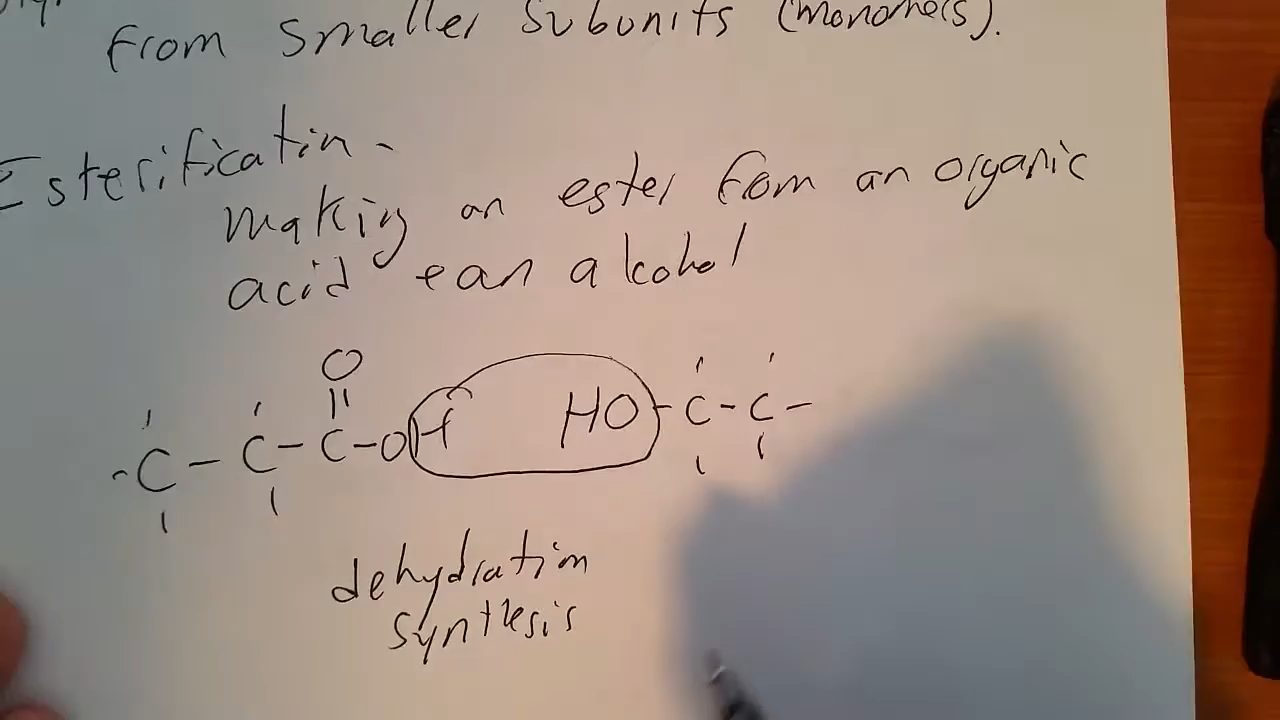 from smaller subunits (monomers).
Esterification -
making an ester from an organic
acid + an alcohol
O
C - C - C - OH HO - C - C -
dehydration
synthesis